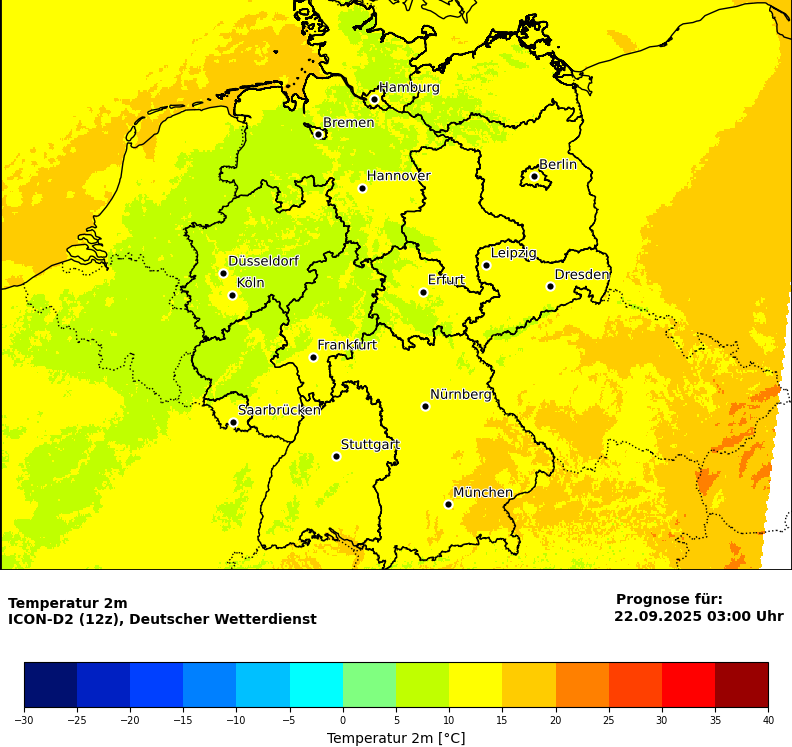 Hamburg
Bremen
Hannover
Berlin
Düsseldorf
Leipzig
Köln
Erfurt
Dresden
Frankfurt
Nürnberg
Saarbrücken
Stuttgart
München
Temperatur 2m
ICON-D2 (12z), Deutscher Wetterdienst
Prognose für:
22.09.2025 03:00 Uhr
−30 −25 −20 −15 −10 −5 0 5 10 15 20 25 30 35 40
Temperatur 2m [°C]